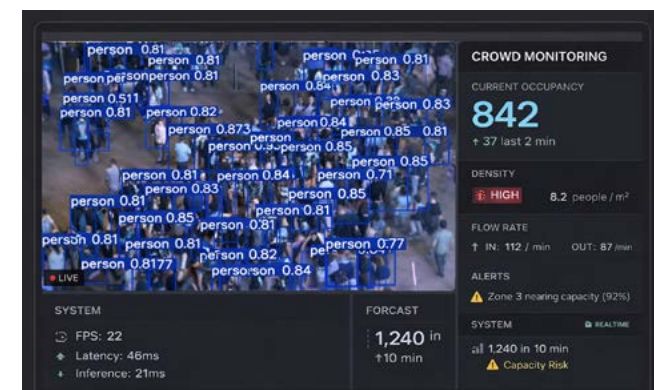 person 0.81
person 0.81
person
person 0.81
person 0.81
person 0.83
person 0.84
person 0.511
person 0.81
person 0.82
person 0.83
person 0.873
person 0.84
person 0.85
0.81
person
person 0.85
person 0.85
person 0.81
person 0.84
person 0.71
person 0.83
person 0.85
person 0.81
person 0.85
person 0.81
person 0.81
person 0.81
person 0.82
person 0.77
person 0.8177
0.84
LIVE
SYSTEM
FPS: 22
Latency: 46ms
Inference: 21ms
FORCAST
1,240 in
↑10 min
CROWD MONITORING
CURRENT OCCUPANCY
842
↑ 37 last 2 min
DENSITY
HIGH 8.2 people / m²
FLOW RATE
↑ IN: 112 / min OUT: 87 /min
ALERTS
Zone 3 nearing capacity (92%)
SYSTEM REALTIME
1,240 in 10 min
Capacity Risk